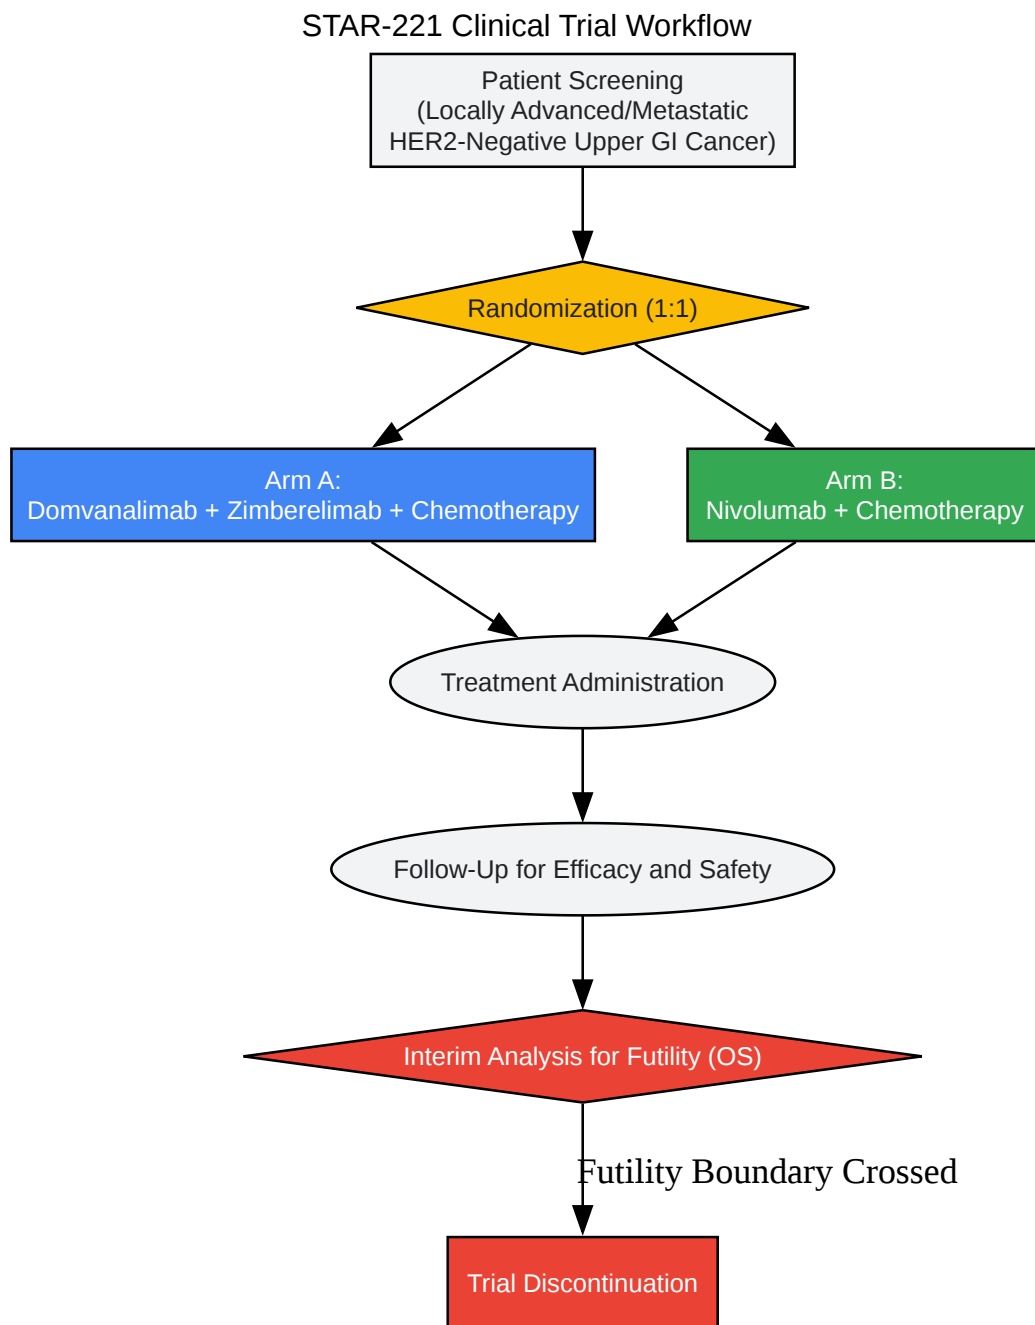 STAR-221 Clinical Trial Workflow
Patient Screening
(Locally Advanced/Metastatic
HER2-Negative Upper GI Cancer)
Randomization (1:1)
Arm A:
Domvanalimab + Zimberelimab + Chemotherapy
Arm B:
Nivolumab + Chemotherapy
Treatment Administration
Follow-Up for Efficacy and Safety
Interim Analysis for Futility (OS)
Futility Boundary Crossed
Trial Discontinuation